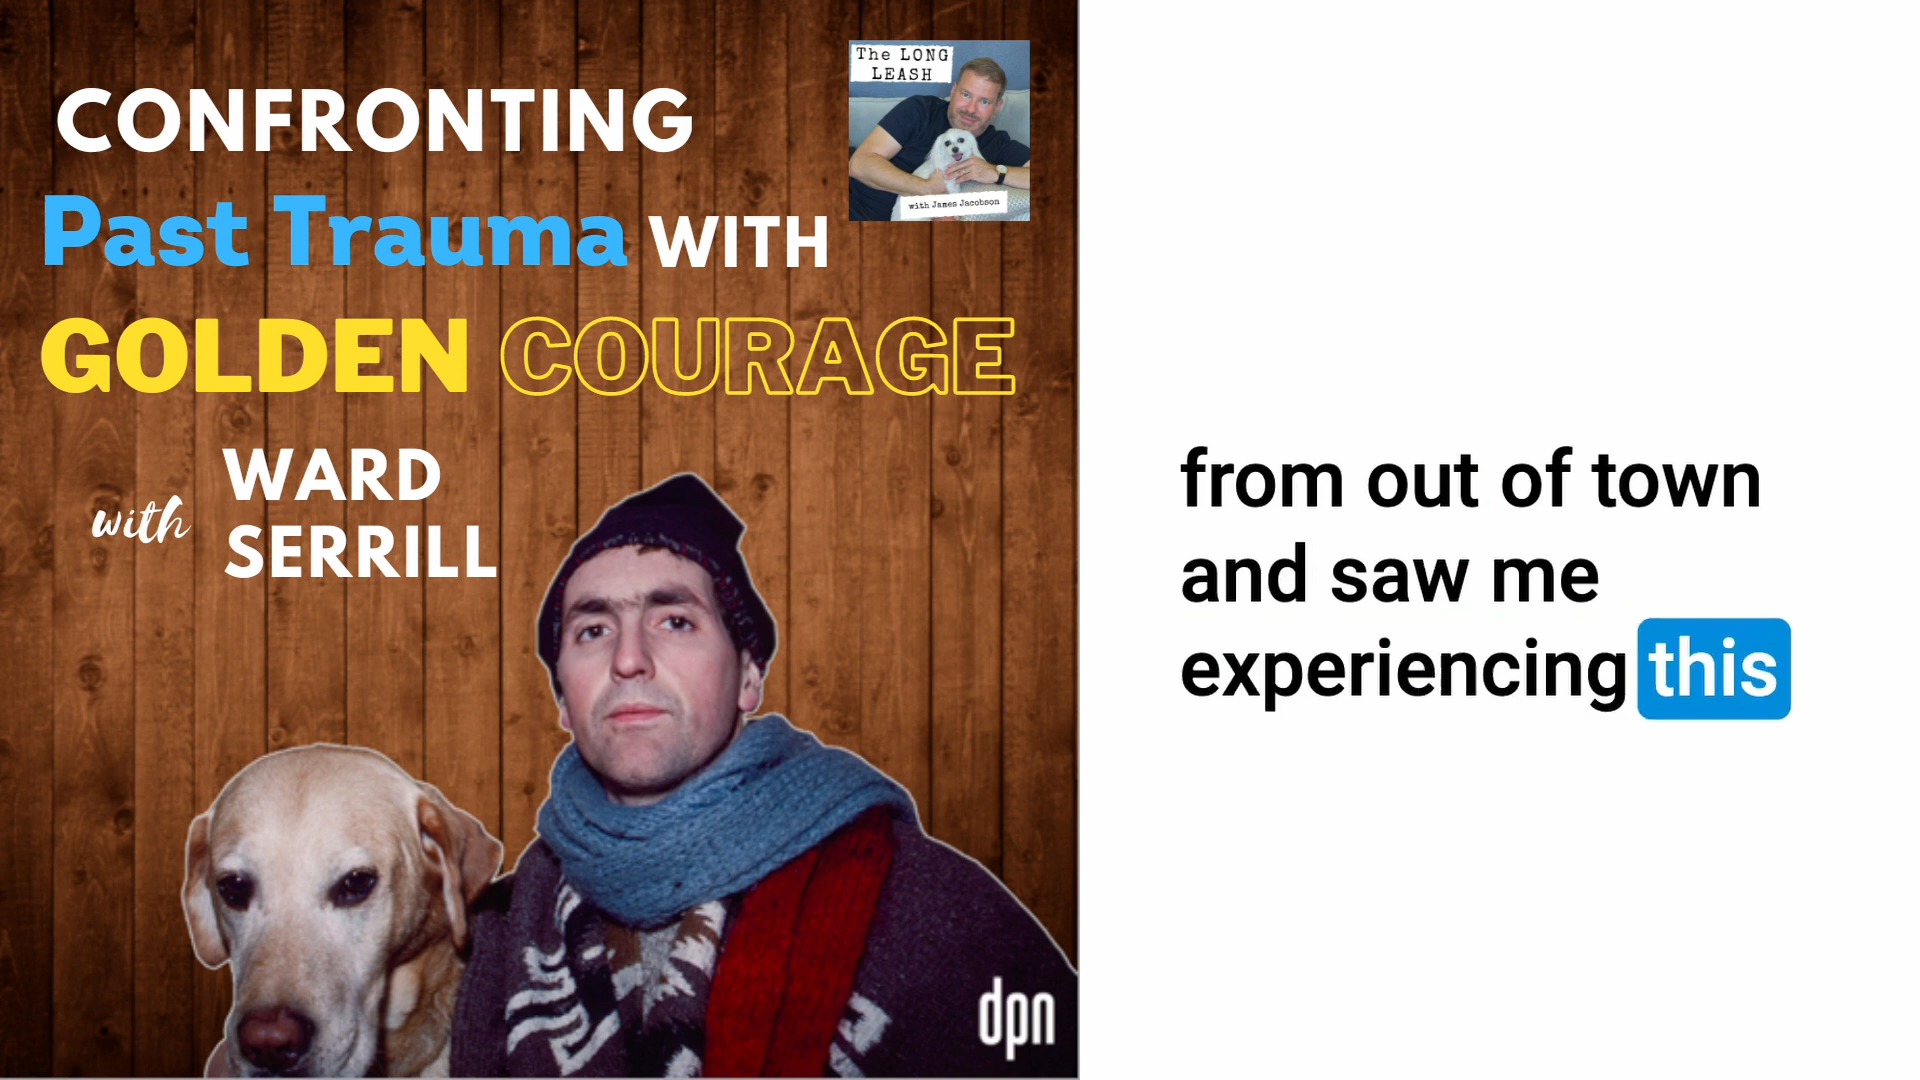 The LONG
LEASH
with James Jacobson
CONFRONTING
Past Trauma WITH
GOLDEN COURAGE
with WARD
SERRILL
dpn
from out of town
and saw me
experiencing this